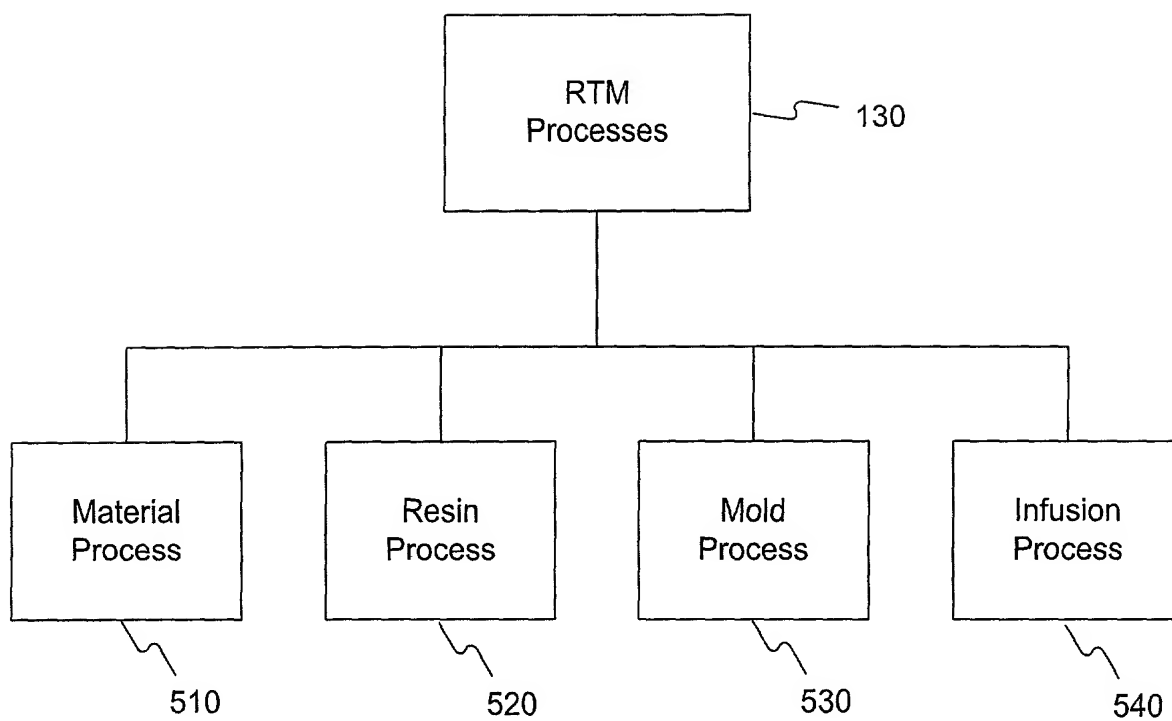 RTM
Processes
130
Material
Process
Resin
Process
Mold
Process
Infusion
Process
510
520
530
540